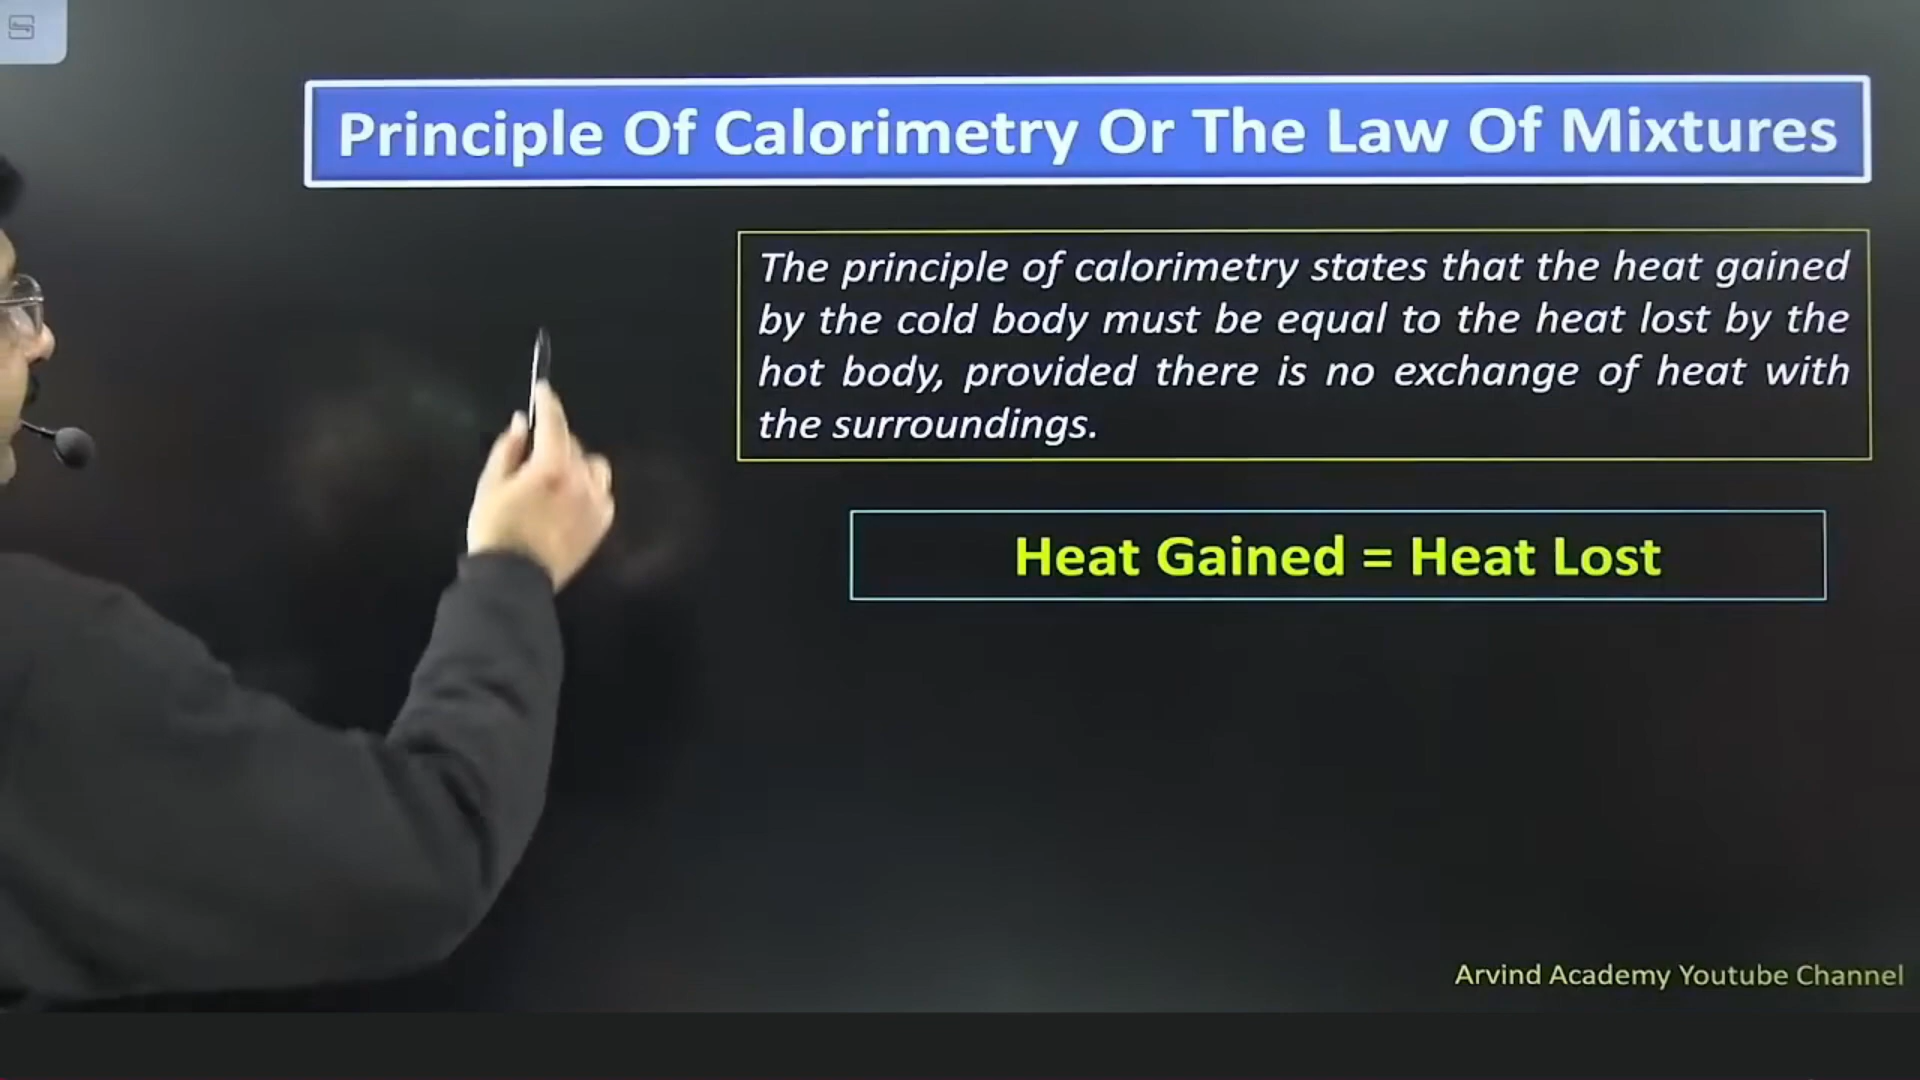 Principle Of Calorimetry Or The Law Of Mixtures
The principle of calorimetry states that the heat gained
by the cold body must be equal to the heat lost by the
hot body, provided there is no exchange of heat with
the surroundings.
Heat Gained = Heat Lost
Arvind Academy Youtube Channel